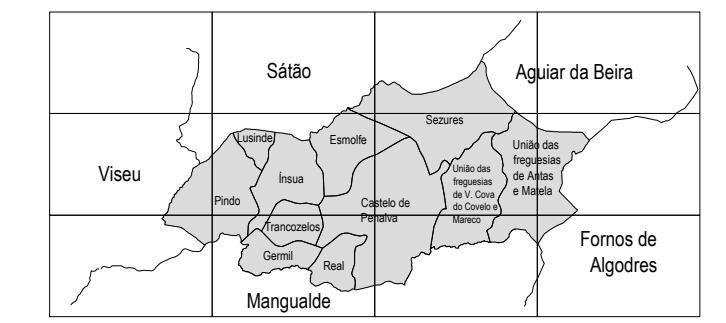 Sátão
Aguiar da Beira
Sezures
Lusinde
Esmolfe
União das
freguesias
de Antas
e Matela
Viseu
Ínsua
União das
freguesias
de V. Cova
do Covelo e
Mareco
Pindo
Castelo de
Penalva
Trancozelos
Fornos de
Algodres
Germil
Real
Mangualde